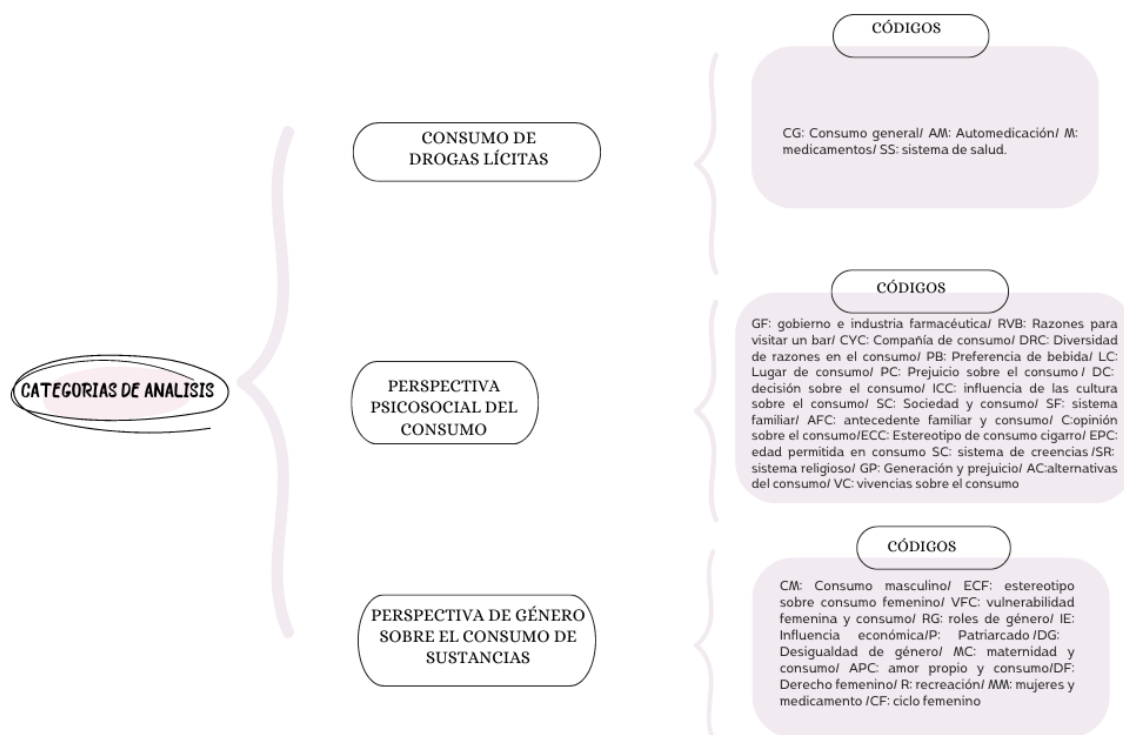 CATEGORIAS DE ANALISIS
CONSUMO DE
DROGAS LÍCITAS
CÓDIGOS
CG: Consumo general/ AM: Automedicación/ M:
medicamentos/ SS: sistema de salud.
PERSPECTIVA
PSICOSOCIAL DEL
CONSUMO
CÓDIGOS
GF: gobierno e industria farmacéutica/ RVB: Razones para
visitar un bar/ CYC: Compañía de consumo/ DRC: Diversidad
de razones en el consumo/ PB: Preferencia de bebida/ LC:
Lugar de consumo/ PC: Prejuicio sobre el consumo / DC:
decisión sobre el consumo/ ICC: influencia de las cultura
sobre el consumo/ SC: Sociedad y consumo/ SF: sistema
familiar/ AFC: antecedente familiar y consumo/ C:opinión
sobre el consumo/ECC: Estereotipo de consumo cigarro/ EPC:
edad permitida en consumo SC: sistema de creencias /SR:
sistema religioso/ GP: Generación y prejuicio/ AC:alternativas
del consumo/ VC: vivencias sobre el consumo
PERSPECTIVA DE GÉNERO
SOBRE EL CONSUMO DE
SUSTANCIAS
CÓDIGOS
CM: Consumo masculino/ ECF: estereotipo
sobre consumo femenino/ VFC: vulnerabilidad
femenina y consumo/ RG: roles de género/ IE:
Influencia económica/P: Patriarcado /DG:
Desigualdad de género/ MC: maternidad y
consumo/ APC: amor propio y consumo/DF:
Derecho femenino/ R: recreación/ MM: mujeres y
medicamento /CF: ciclo femenino